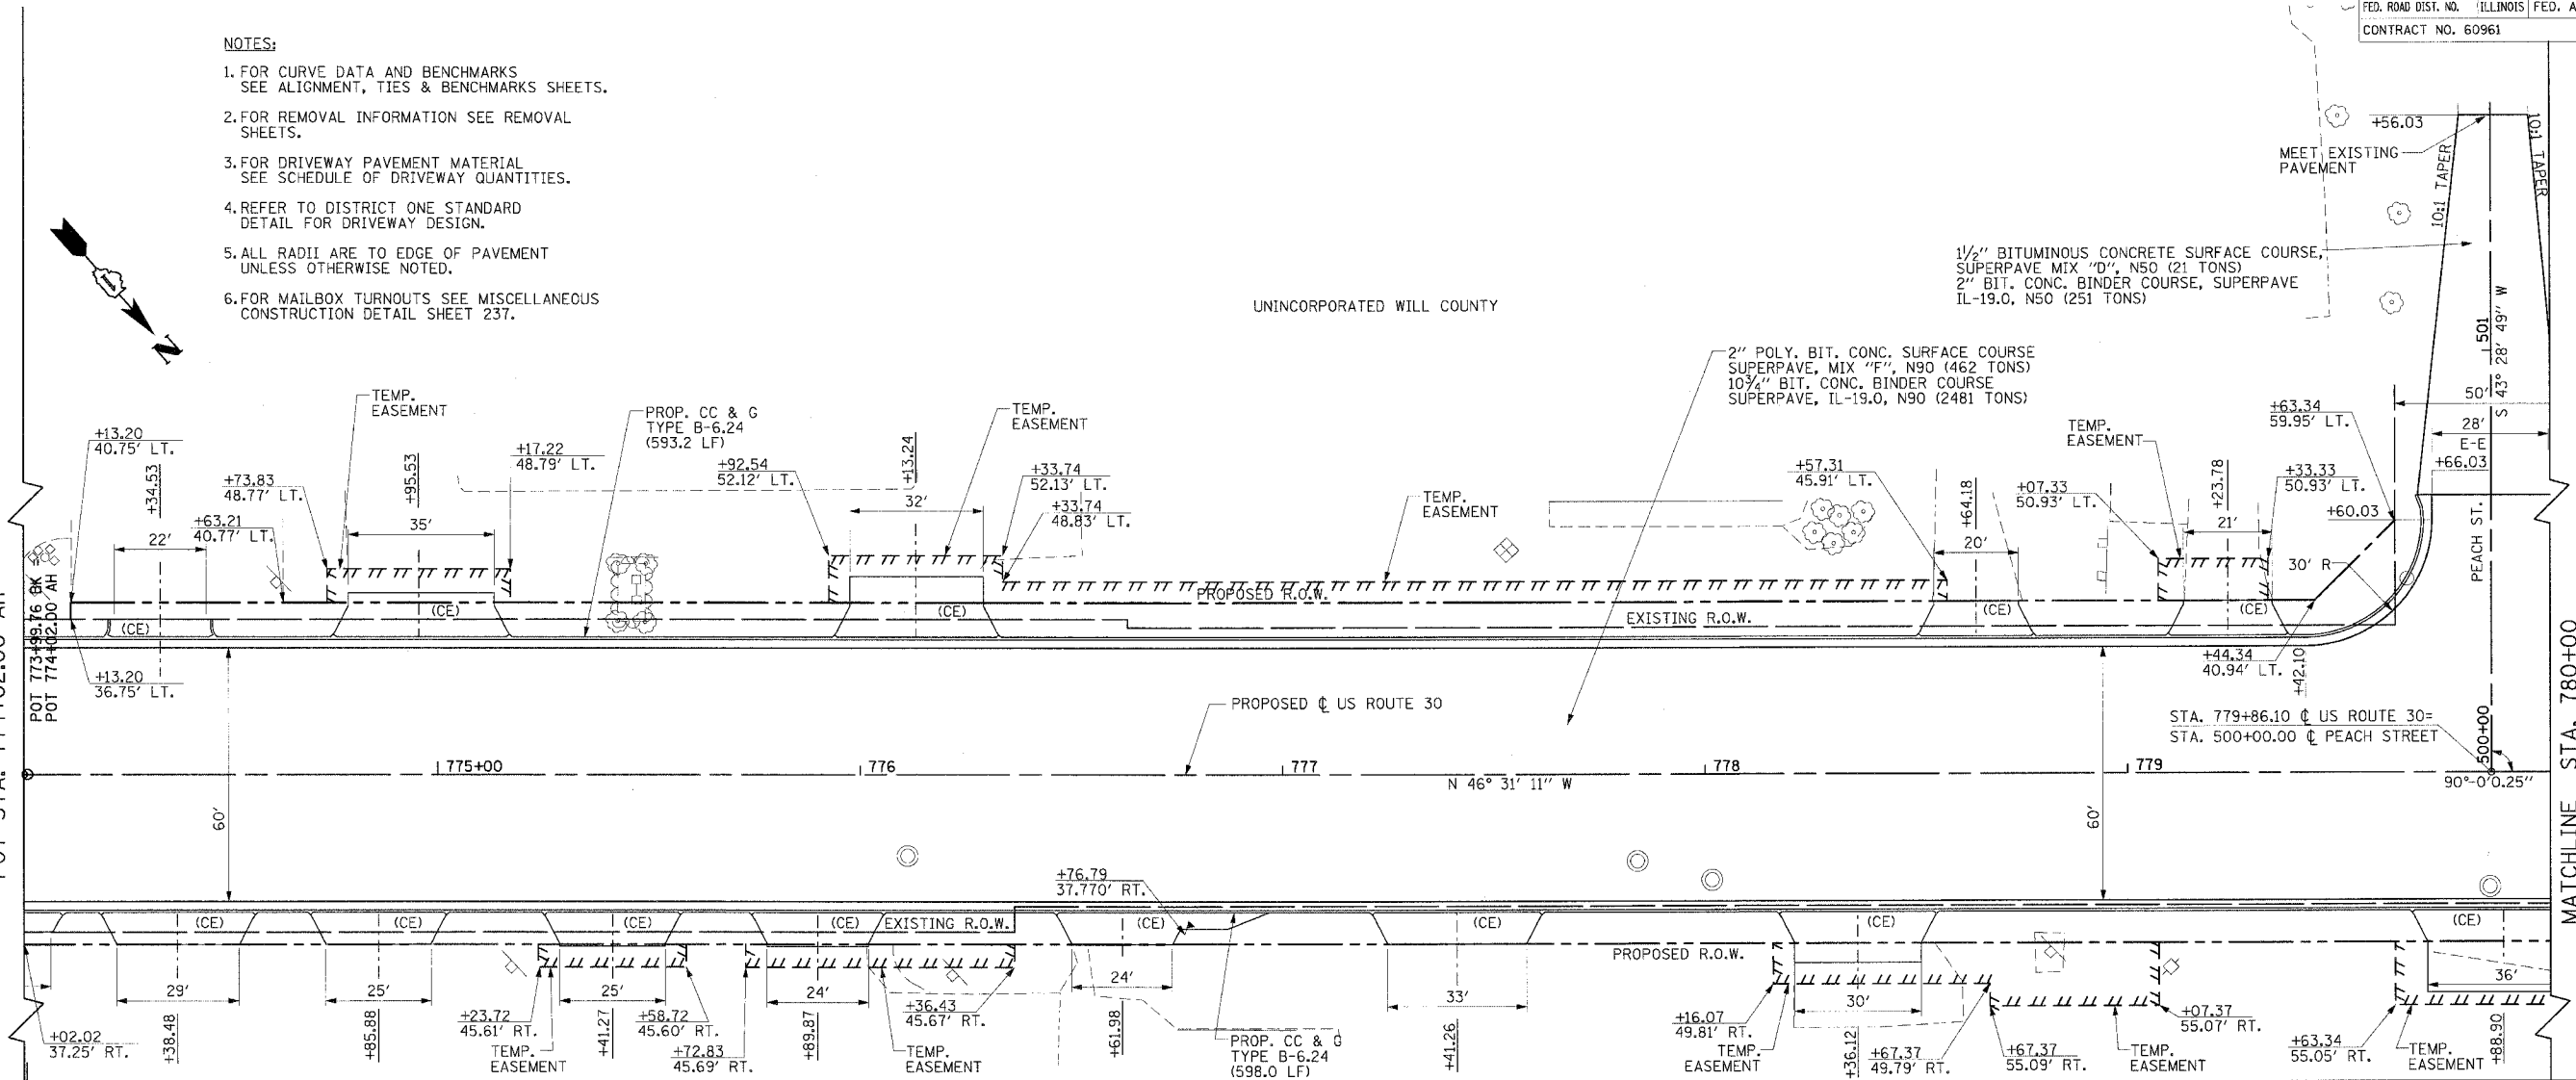 FED. ROAD DIST. NO. ILLINOIS FED. A
CONTRACT NO. 60961
NOTES:
1. FOR CURVE DATA AND BENCHMARKS
SEE ALIGNMENT, TIES & BENCHMARKS SHEETS.
2. FOR REMOVAL INFORMATION SEE REMOVAL
SHEETS.
3. FOR DRIVEWAY PAVEMENT MATERIAL
SEE SCHEDULE OF DRIVEWAY QUANTITIES.
4. REFER TO DISTRICT ONE STANDARD
DETAIL FOR DRIVEWAY DESIGN.
5. ALL RADII ARE TO EDGE OF PAVEMENT
UNLESS OTHERWISE NOTED.
6. FOR MAILBOX TURNOUTS SEE MISCELLANEOUS
CONSTRUCTION DETAIL SHEET 237.
N
UNINCORPORATED WILL COUNTY
+56.03
MEET EXISTING
PAVEMENT
10:1 TAPER
10:1 TAPER
1½" BITUMINOUS CONCRETE SURFACE COURSE,
SUPERPAVE MIX "D", N50 (21 TONS)
2" BIT. CONC. BINDER COURSE, SUPERPAVE
IL-19.0, N50 (251 TONS)
501
S 43° 28' 49" W
2" POLY. BIT. CONC. SURFACE COURSE
SUPERPAVE, MIX "F", N90 (462 TONS)
10¾" BIT. CONC. BINDER COURSE
SUPERPAVE, IL-19.0, N90 (2481 TONS)
TEMP.
EASEMENT
PROP. CC & G
TYPE B-6.24
(593.2 LF)
TEMP.
EASEMENT
+13.20
40.75' LT.
+34.53
+73.83
48.77' LT.
+63.21
40.77' LT.
+95.53
+17.22
48.79' LT.
+92.54
52.12' LT.
+13.24
+33.74
52.13' LT.
+33.74
48.83' LT.
TEMP.
EASEMENT
+57.31
45.91' LT.
+64.18
TEMP.
EASEMENT
+07.33
50.93' LT.
+23.78
+33.33
50.93' LT.
+63.34
59.95' LT.
50'
28'
E-E
+66.03
+60.03
30' R
PEACH ST.
22'
35'
32'
20'
21'
(CE)
(CE)
(CE)
(CE)
(CE)
PROPOSED R.O.W.
EXISTING R.O.W.
POT 773+99.76 BK
POT 774+02.00 AH
+13.20
36.75' LT.
+44.34
40.94' LT.
+42.10
PROPOSED ℄ US ROUTE 30
STA. 779+86.10 ℄ US ROUTE 30=
STA. 500+00.00 ℄ PEACH STREET
500+00
90°-0'0.25"
775+00
776
777
778
779
N 46° 31' 11" W
60'
60'
MATCHLINE STA. 780+00
+76.79
37.770' RT.
(CE)
(CE)
(CE)
(CE)
EXISTING R.O.W.
(CE)
(CE)
PROPOSED R.O.W.
(CE)
(CE)
29'
25'
25'
24'
24'
33'
30'
36'
+02.02
37.25' RT.
+38.48
+85.88
+23.72
45.61' RT.
TEMP.
EASEMENT
+41.27
+58.72
45.60' RT.
+72.83
45.69' RT.
+89.87
+36.43
45.67' RT.
TEMP.
EASEMENT
+61.98
PROP. CC & G
TYPE B-6.24
(598.0 LF)
+41.26
+16.07
49.81' RT.
TEMP.
EASEMENT
+36.12
+67.37
49.79' RT.
+67.37
55.09' RT.
+07.37
55.07' RT.
TEMP.
EASEMENT
+63.34
55.05' RT.
TEMP.
EASEMENT
+88.90